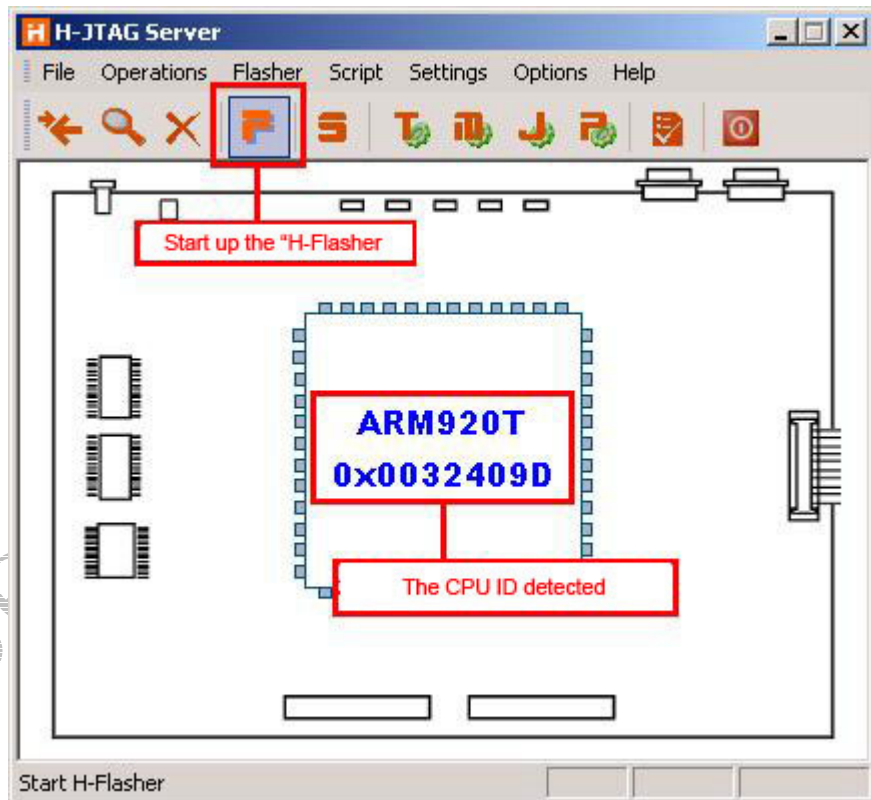 H-JTAG Server
File Operations Flasher Script Settings Options Help
Start up the "H-Flasher
ARM920T
0x0032409D
The CPU ID detected
Start H-Flasher